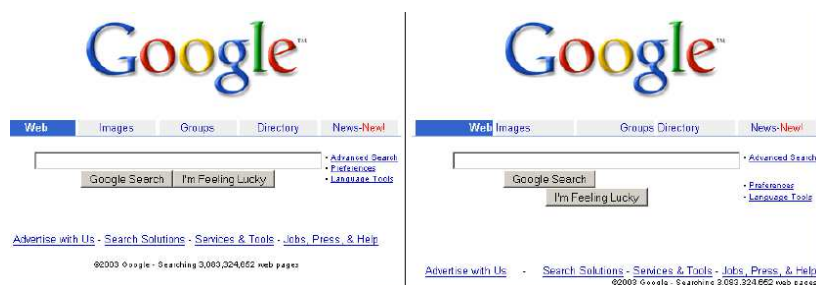 Google™
Web Images Groups Directory News-New!
• Advanced Search
• Preferences
• Language Tools
Google Search I'm Feeling Lucky
Advertise with Us - Search Solutions - Services & Tools - Jobs, Press, & Help
©2003 Google - Searching 3,083,324,652 web pages
Google™
Web Images Groups Directory News-New!
• Advanced Search
Google Search
I'm Feeling Lucky
• Preferences
• Language Tools
Advertise with Us - Search Solutions - Services & Tools - Jobs, Press, & Help
©2003 Google - Searching 3,083,324,652 web pages